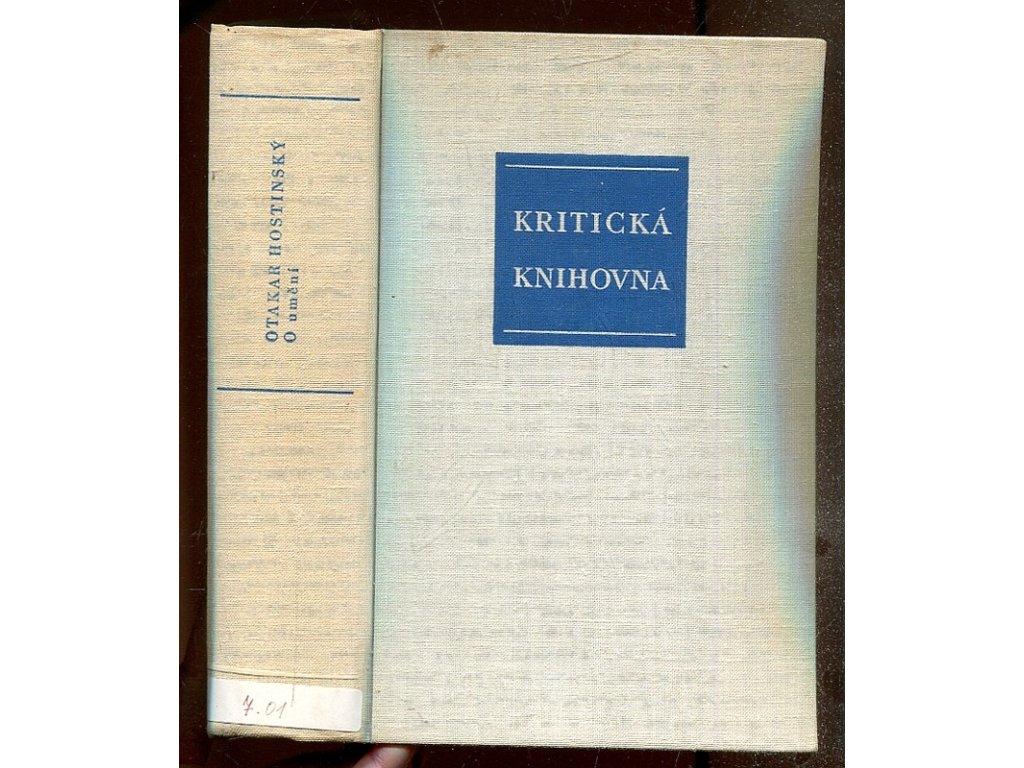 OTAKAR HOSTINSKÝ
O umění
KRITICKÁ
KNIHOVNA
7.01